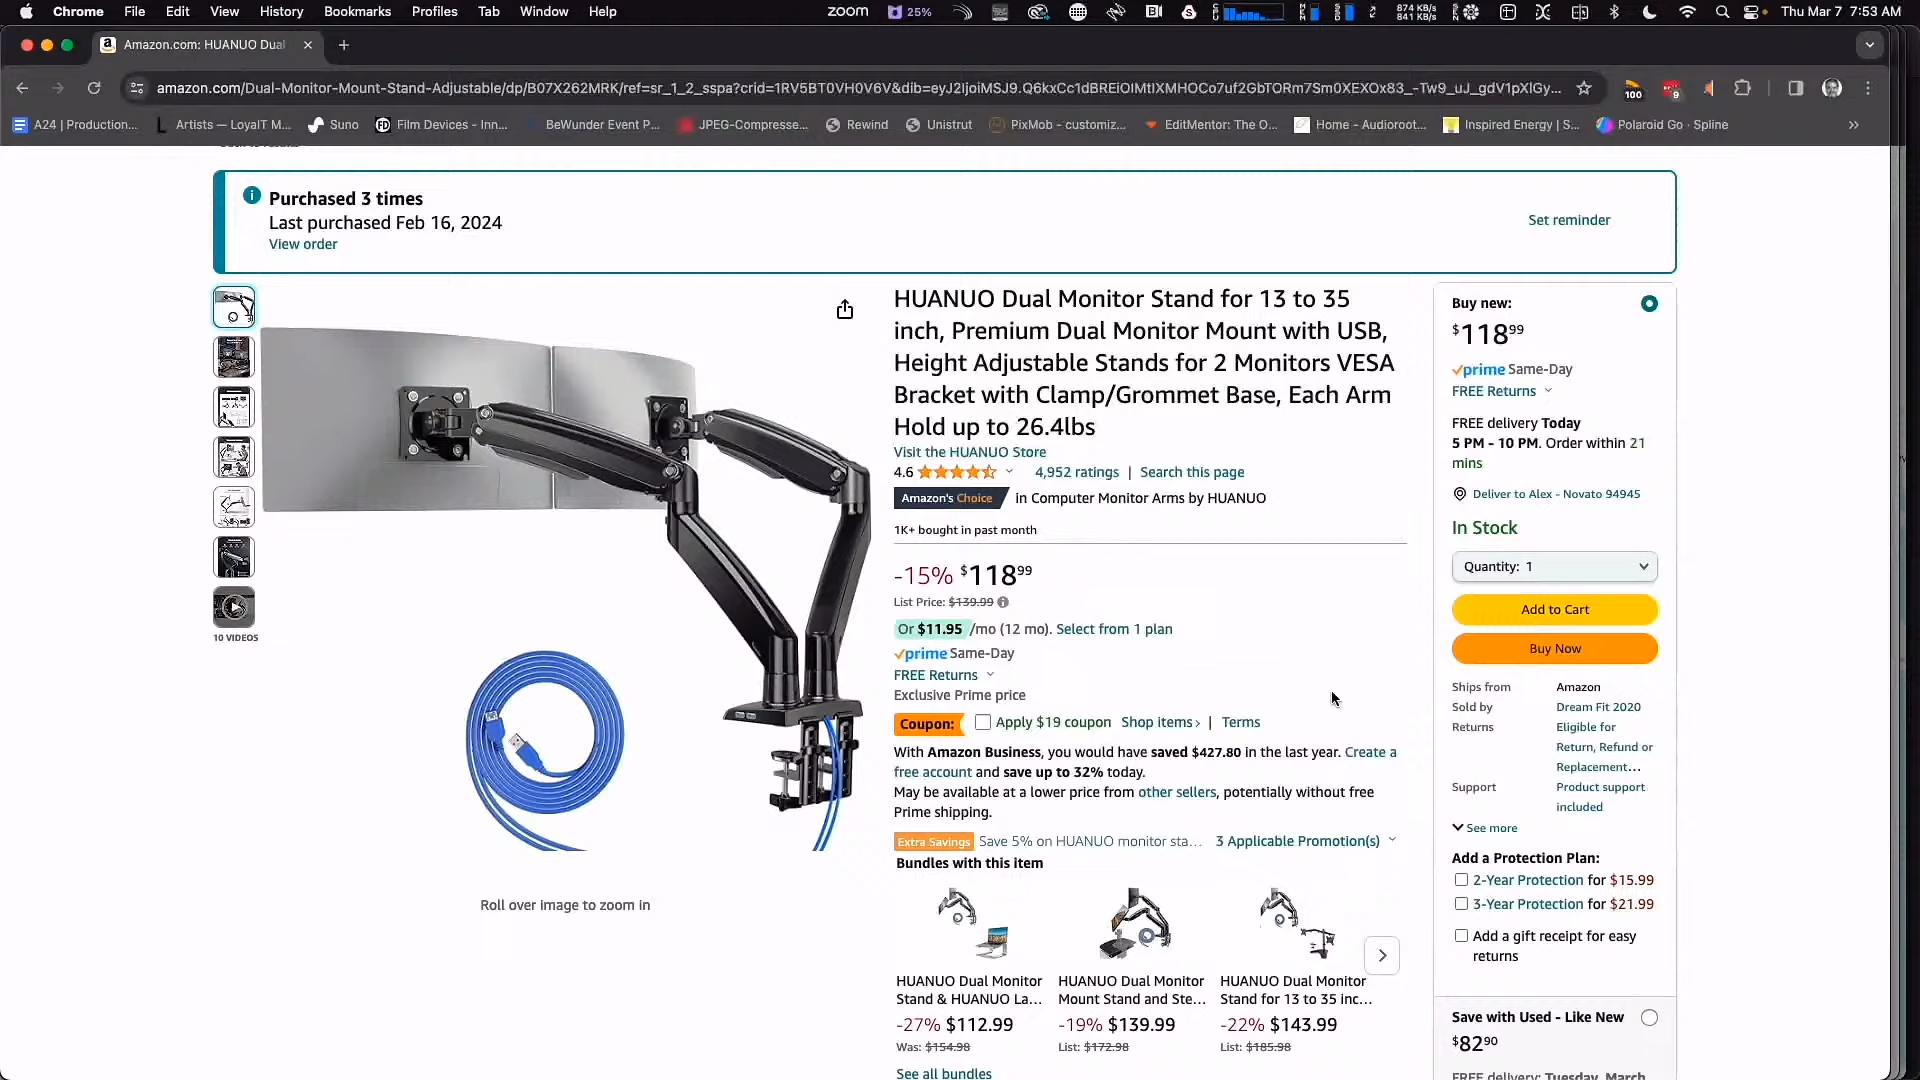 Chrome File Edit View History Bookmarks Profiles Tab Window Help zoom 25% 874 KB/s 841 KB/s Thu Mar 7 7:53 AM
Amazon.com: HUANUO Dual
amazon.com/Dual-Monitor-Mount-Stand-Adjustable/dp/B07X262MRK/ref=sr_1_2_sspa?crid=1RV5BT0VH0V6V&dib=eyJ2IjoiMSJ9.Q6kxCc1dBREiOIMtlXMHOCo7uf2GbTORm7Sm0XEXOx83_-Tw9_uJ_gdV1pXlGy...
100 9
A24 | Production... Artists — LoyalT M... Suno Film Devices - Inn... BeWunder Event P... JPEG-Compresse... Rewind Unistrut PixMob - customiz... EditMentor: The O... Home - Audioroot... Inspired Energy | S... Polaroid Go · Spline
Purchased 3 times
Last purchased Feb 16, 2024
View order
Set reminder
10 VIDEOS
Roll over image to zoom in
HUANUO Dual Monitor Stand for 13 to 35
inch, Premium Dual Monitor Mount with USB,
Height Adjustable Stands for 2 Monitors VESA
Bracket with Clamp/Grommet Base, Each Arm
Hold up to 26.4lbs
Visit the HUANUO Store
4.6 4,952 ratings | Search this page
Amazon's Choice in Computer Monitor Arms by HUANUO
1K+ bought in past month
-15% $118 99
List Price: $139.99
Or $11.95 /mo (12 mo). Select from 1 plan
prime Same-Day
FREE Returns
Exclusive Prime price
Coupon: Apply $19 coupon Shop items › | Terms
With Amazon Business, you would have saved $427.80 in the last year. Create a
free account and save up to 32% today.
May be available at a lower price from other sellers, potentially without free
Prime shipping.
Extra Savings Save 5% on HUANUO monitor sta... 3 Applicable Promotion(s)
Bundles with this item
HUANUO Dual Monitor
Stand & HUANUO La...
-27% $112.99
Was: $154.98
HUANUO Dual Monitor
Mount Stand and Ste...
-19% $139.99
List: $172.98
HUANUO Dual Monitor
Stand for 13 to 35 inc...
-22% $143.99
List: $185.98
See all bundles
Buy new:
$118 99
prime Same-Day
FREE Returns
FREE delivery Today
5 PM - 10 PM. Order within 21
mins
Deliver to Alex - Novato 94945
In Stock
Quantity: 1
Add to Cart
Buy Now
Ships from Amazon
Sold by Dream Fit 2020
Returns Eligible for
Return, Refund or
Replacement...
Support Product support
included
See more
Add a Protection Plan:
2-Year Protection for $15.99
3-Year Protection for $21.99
Add a gift receipt for easy
returns
Save with Used - Like New
$82 90
FREE delivery: Tuesday, March